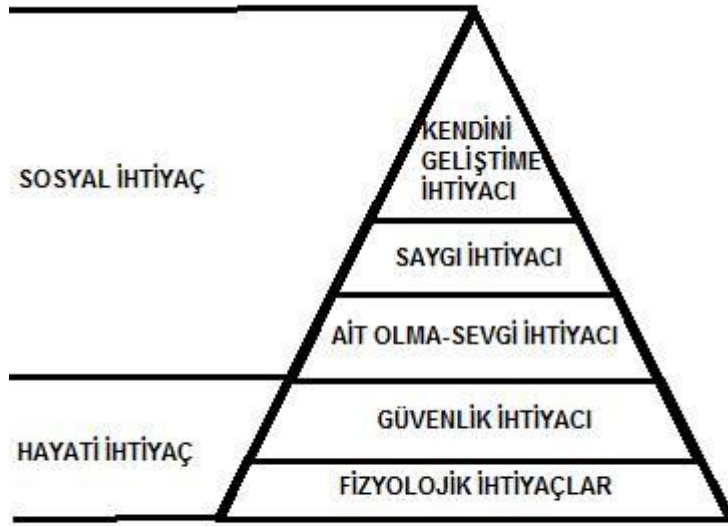 KENDİNİ
GELİŞTİME
İHTİYACI
SOSYAL İHTİYAÇ
SAYGI İHTİYACI
AİT OLMA-SEVGİ İHTİYACI
GÜVENLİK İHTİYACI
HAYATİ İHTİYAÇ
FİZYOLOJİK İHTİYAÇLAR